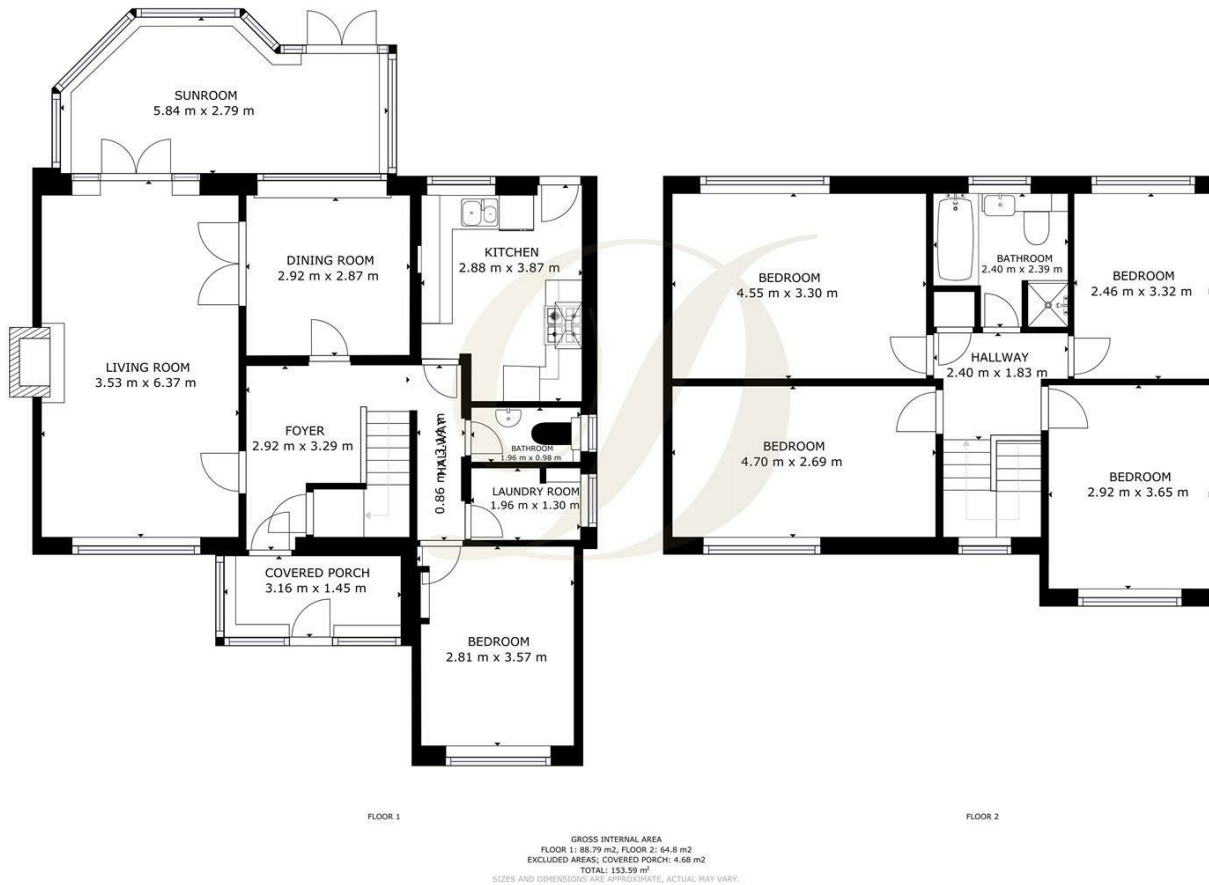 SUNROOM
5.84 m x 2.79 m
DINING ROOM
2.92 m x 2.87 m
KITCHEN
2.88 m x 3.87 m
LIVING ROOM
3.53 m x 6.37 m
FOYER
2.92 m x 3.29 m
HALLWAY
BATHROOM
1.96 m x 0.98 m
LAUNDRY ROOM
1.96 m x 1.30 m
COVERED PORCH
3.16 m x 1.45 m
BEDROOM
2.81 m x 3.57 m
BEDROOM
4.55 m x 3.30 m
BATHROOM
2.40 m x 2.39 m
BEDROOM
2.46 m x 3.32 m
HALLWAY
2.40 m x 1.83 m
BEDROOM
4.70 m x 2.69 m
BEDROOM
2.92 m x 3.65 m
FLOOR 1
FLOOR 2
GROSS INTERNAL AREA
FLOOR 1: 88.79 m2, FLOOR 2: 64.8 m2
EXCLUDED AREAS; COVERED PORCH: 4.68 m2
TOTAL: 153.59 m²
SIZES AND DIMENSIONS ARE APPROXIMATE, ACTUAL MAY VARY.
D